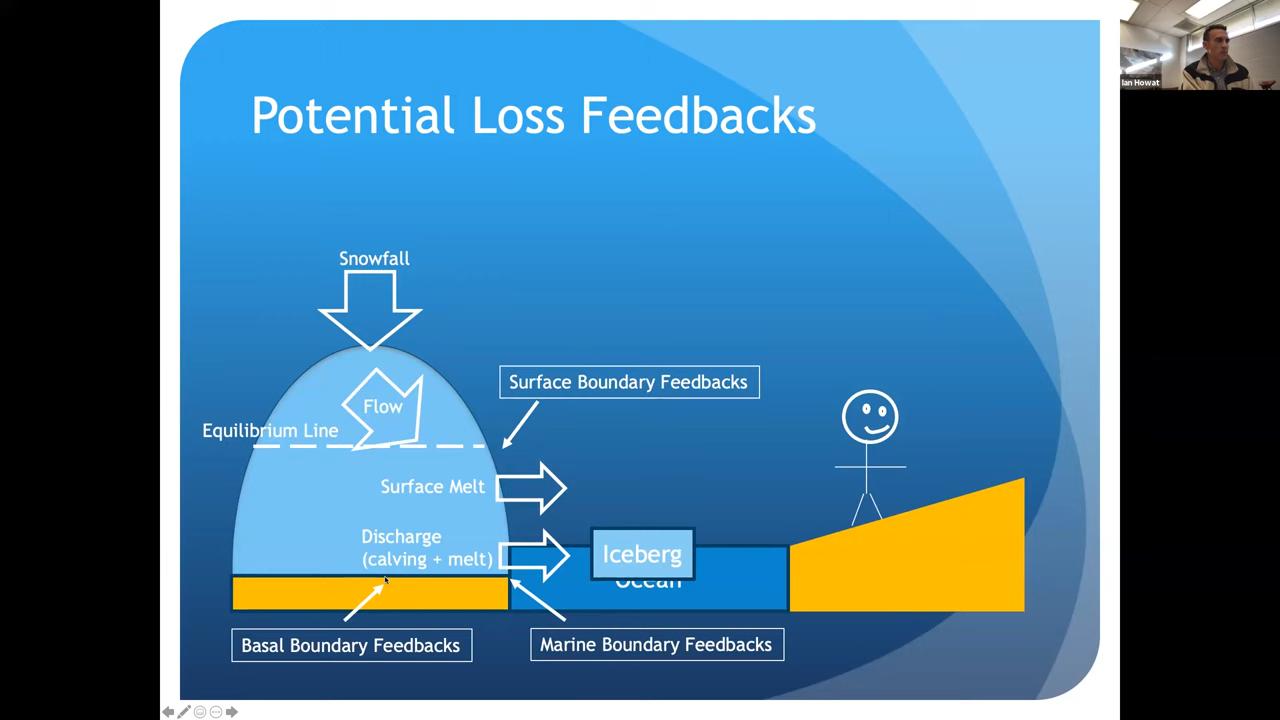 Potential Loss Feedbacks
Ian Howat
Snowfall
Surface Boundary Feedbacks
Flow
Equilibrium Line
Surface Melt
Discharge
(calving + melt)
Iceberg
Ocean
Basal Boundary Feedbacks
Marine Boundary Feedbacks